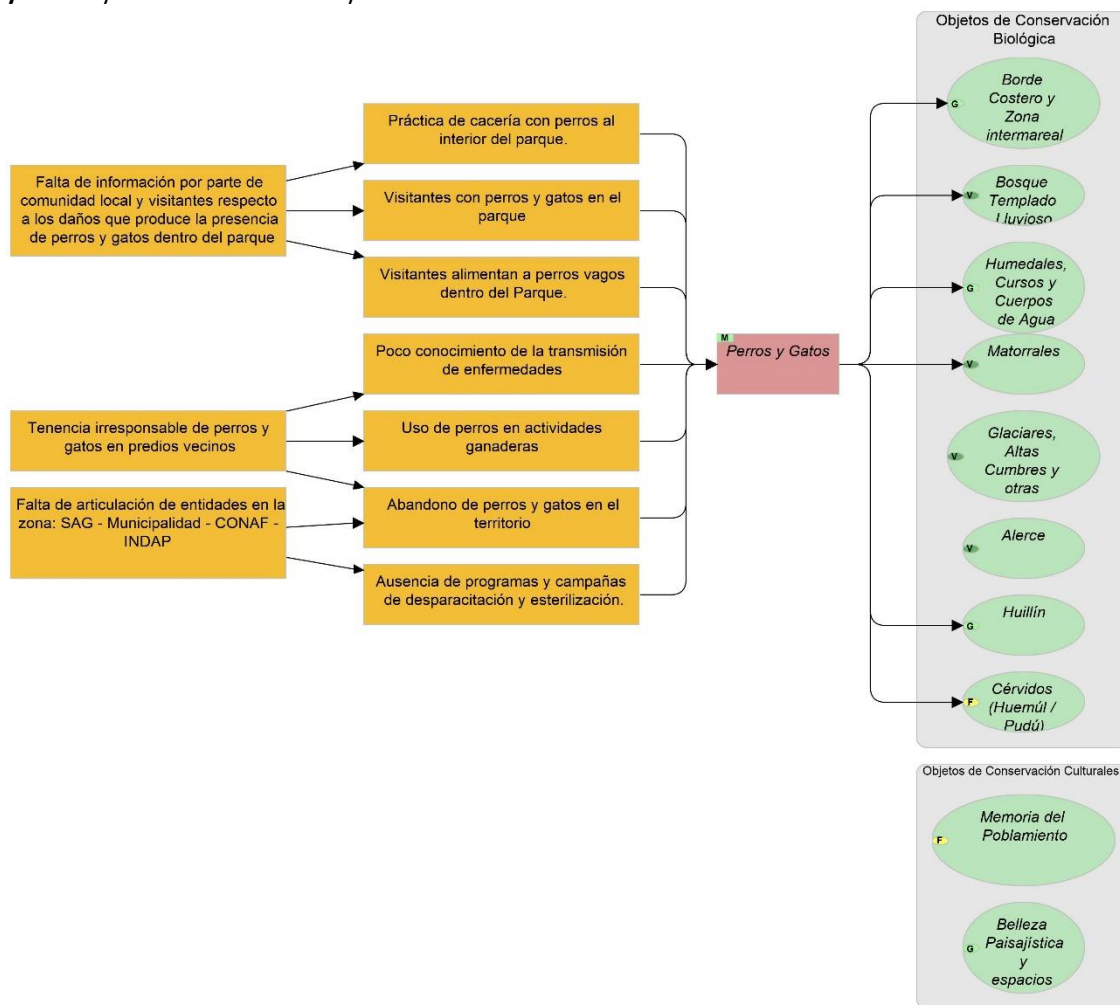 Objetos de Conservación
Biológica
Borde
Costero y
Zona
intermareal
G
Práctica de cacería con perros al
interior del parque.
Falta de información por parte de
comunidad local y visitantes respecto
a los daños que produce la presencia
de perros y gatos dentro del parque
Visitantes con perros y gatos en el
parque
Bosque
Templado
Lluvioso
V
Visitantes alimentan a perros vagos
dentro del Parque.
Humedales,
Cursos y
Cuerpos
de Agua
G
M
Perros y Gatos
Poco conocimiento de la transmisión
de enfermedades
Matorrales
V
Tenencia irresponsable de perros y
gatos en predios vecinos
Uso de perros en actividades
ganaderas
Glaciares,
Altas
Cumbres y
otras
V
Falta de articulación de entidades en la
zona: SAG - Municipalidad - CONAF -
INDAP
Abandono de perros y gatos en el
territorio
Alerce
V
Ausencia de programas y campañas
de desparacitación y esterilización.
Huillín
G
Cérvidos
(Huemúl /
Pudú)
F
Objetos de Conservación Culturales
Memoria del
Poblamiento
F
Belleza
Paisajística
y
espacios
G